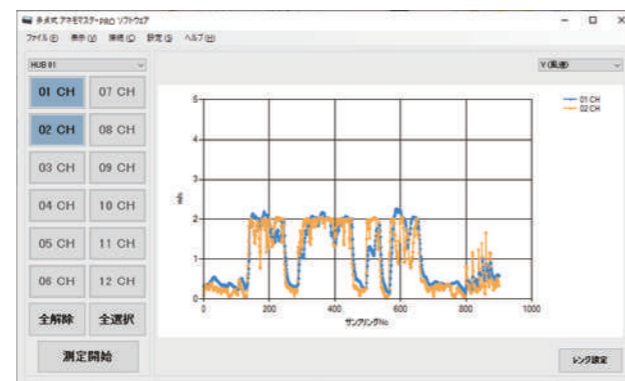 多点式 アネモマスターPRO ソフトウェア
ファイル(F) 表示(V) 接続(C) 設定(S) ヘルプ(H)
HUB 01
V (風速)
01 CH 07 CH
02 CH 08 CH
03 CH 09 CH
04 CH 10 CH
05 CH 11 CH
06 CH 12 CH
全解除 全選択
測定開始
01 CH
02 CH
5
4
3
2
1
0
m/s
0 200 400 600 800 1000
サンプリングNo
レンジ設定